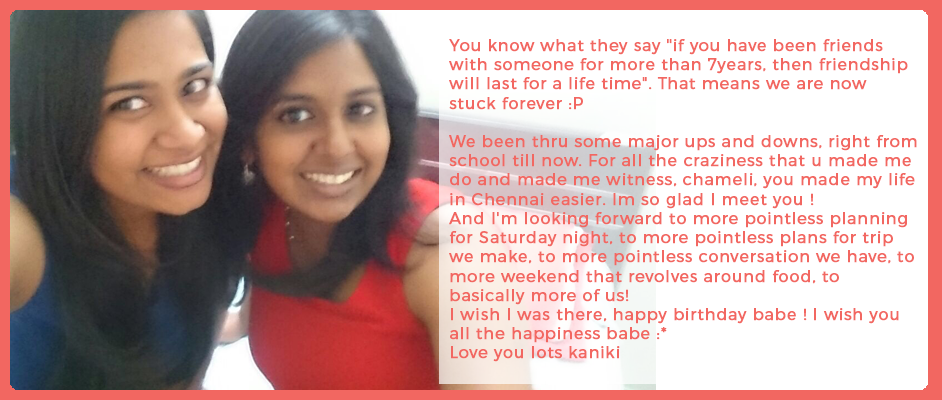 You know what they say "if you have been friends
with someone for more than 7years, then friendship
will last for a life time". That means we are now
stuck forever :P
We been thru some major ups and downs, right from
school till now. For all the craziness that u made me
do and made me witness, chameli, you made my life
in Chennai easier. Im so glad I meet you !
And I'm looking forward to more pointless planning
for Saturday night, to more pointless plans for trip
we make, to more pointless conversation we have, to
more weekend that revolves around food, to
basically more of us!
I wish I was there, happy birthday babe ! I wish you
all the happiness babe :*
Love you lots kaniki